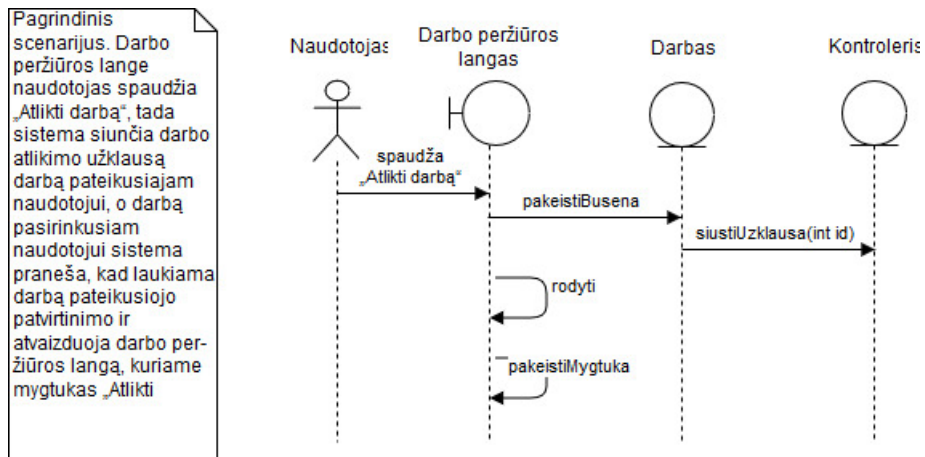 Pagrindinis
scenarijus. Darbo
peržiūros lange
naudotojas spaudžia
„Atlikti darbą“, tada
sistema siunčia darbo
atlikimo užklausą
darbą pateikusiajam
naudotojui, o darbą
pasirinkusiam
naudotojui sistema
praneša, kad laukiama
darbą pateikusiojo
patvirtinimo ir
atvaizduoja darbo per-
žiūros langą, kuriame
mygtukas „Atlikti
Naudotojas
Darbo peržiūros
langas
Darbas
Kontroleris
spaudža
„Atlikti darbą“
pakeistiBusena
siustiUzklausa(int id)
rodyti
pakeistiMygtuka